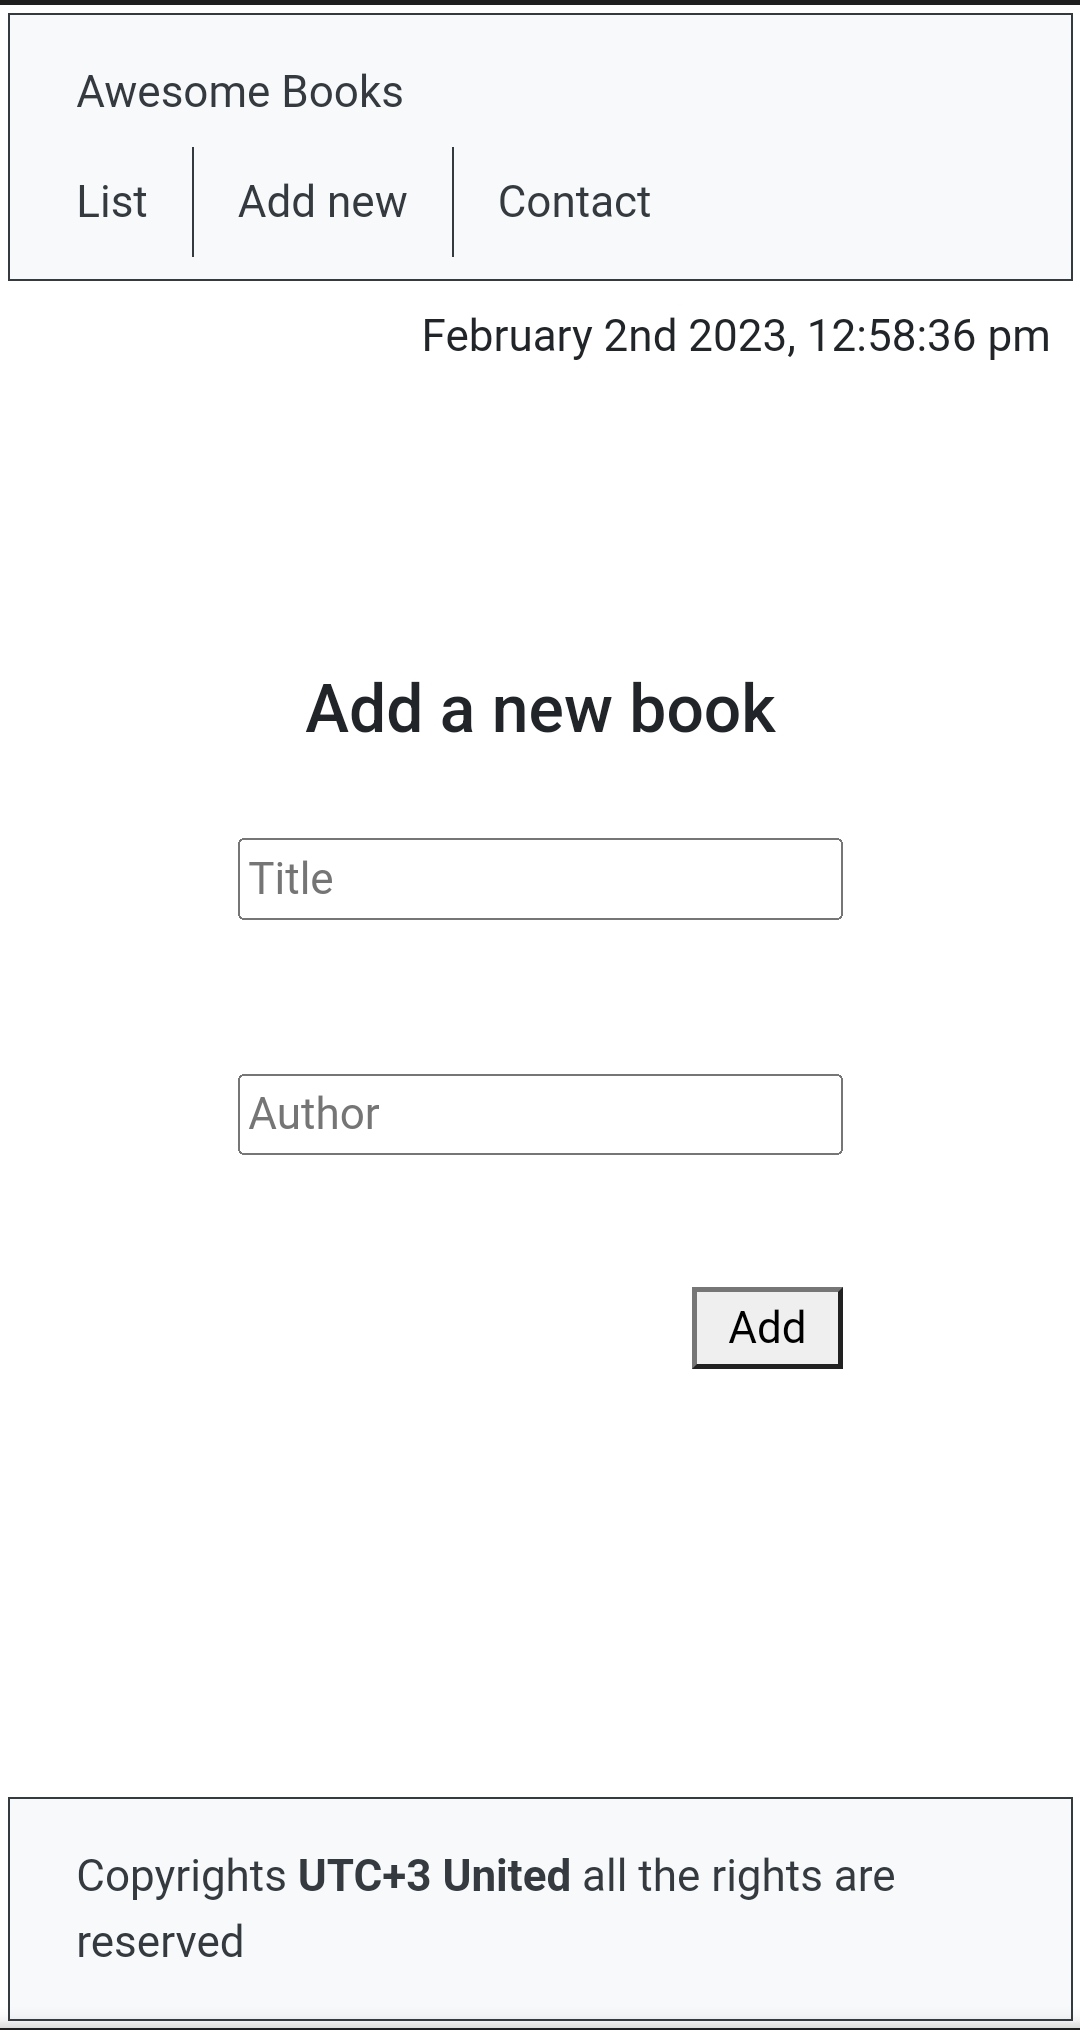 Awesome Books
List
Add new
Contact
February 2nd 2023, 12:58:36 pm
Add a new book
Title
Author
Add
Copyrights UTC+3 United all the rights are
reserved